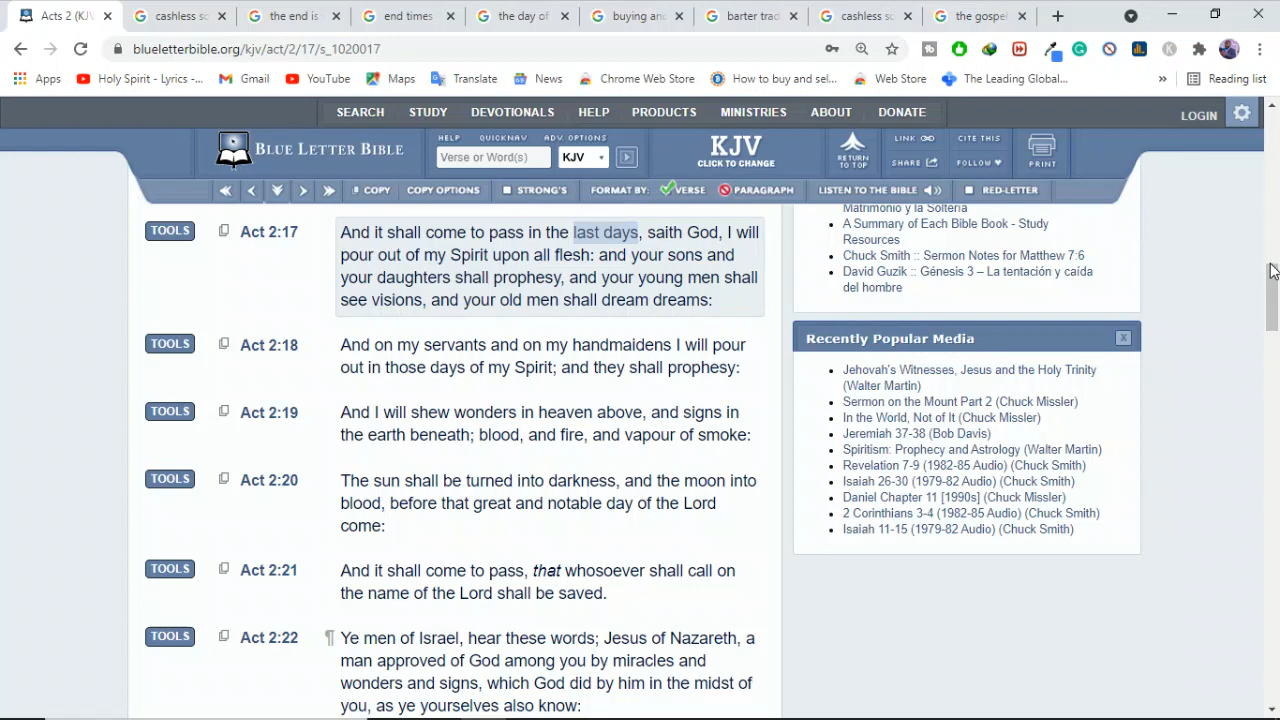 Acts 2 (KJV
cashless so
the end is
end times
the day of
buying and
barter trad
cashless so
the gospel
blueletterbible.org/kjv/act/2/17/s_1020017
Apps
Holy Spirit - Lyrics -...
Gmail
YouTube
Maps
Translate
News
Chrome Web Store
How to buy and sel...
Web Store
The Leading Global...
»
Reading list
SEARCH STUDY DEVOTIONALS HELP PRODUCTS MINISTRIES ABOUT DONATE
LOGIN
BLUE LETTER BIBLE
HELP QUICKNAV ADV. OPTIONS
Verse or Word(s)
KJV
KJV
CLICK TO CHANGE
RETURN
TO TOP
LINK
CITE THIS
SHARE
FOLLOW
PRINT
COPY COPY OPTIONS STRONG'S FORMAT BY: VERSE PARAGRAPH LISTEN TO THE BIBLE RED-LETTER
TOOLS Act 2:17 And it shall come to pass in the last days, saith God, I will
pour out of my Spirit upon all flesh: and your sons and
your daughters shall prophesy, and your young men shall
see visions, and your old men shall dream dreams:
TOOLS Act 2:18 And on my servants and on my handmaidens I will pour
out in those days of my Spirit; and they shall prophesy:
TOOLS Act 2:19 And I will shew wonders in heaven above, and signs in
the earth beneath; blood, and fire, and vapour of smoke:
TOOLS Act 2:20 The sun shall be turned into darkness, and the moon into
blood, before that great and notable day of the Lord
come:
TOOLS Act 2:21 And it shall come to pass, that whosoever shall call on
the name of the Lord shall be saved.
TOOLS Act 2:22 ¶ Ye men of Israel, hear these words; Jesus of Nazareth, a
man approved of God among you by miracles and
wonders and signs, which God did by him in the midst of
you, as ye yourselves also know:
Matrimonio y la Soltería
A Summary of Each Bible Book - Study
Resources
Chuck Smith :: Sermon Notes for Matthew 7:6
David Guzik :: Génesis 3 – La tentación y caída
del hombre
Recently Popular Media
Jehovah's Witnesses, Jesus and the Holy Trinity
(Walter Martin)
Sermon on the Mount Part 2 (Chuck Missler)
In the World, Not of It (Chuck Missler)
Jeremiah 37-38 (Bob Davis)
Spiritism: Prophecy and Astrology (Walter Martin)
Revelation 7-9 (1982-85 Audio) (Chuck Smith)
Isaiah 26-30 (1979-82 Audio) (Chuck Smith)
Daniel Chapter 11 [1990s] (Chuck Missler)
2 Corinthians 3-4 (1982-85 Audio) (Chuck Smith)
Isaiah 11-15 (1979-82 Audio) (Chuck Smith)